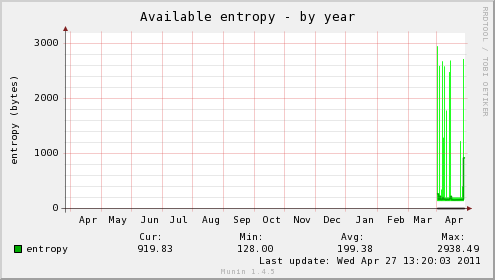 Available entropy - by year
RRDTOOL / TOBI OETIKER
entropy (bytes)
3000
2000
1000
0
Apr May Jun Jul Aug Sep Oct Nov Dec Jan Feb Mar Apr
Cur: Min: Avg: Max:
entropy 919.83 128.00 199.38 2938.49
Last update: Wed Apr 27 13:20:03 2011
Munin 1.4.5